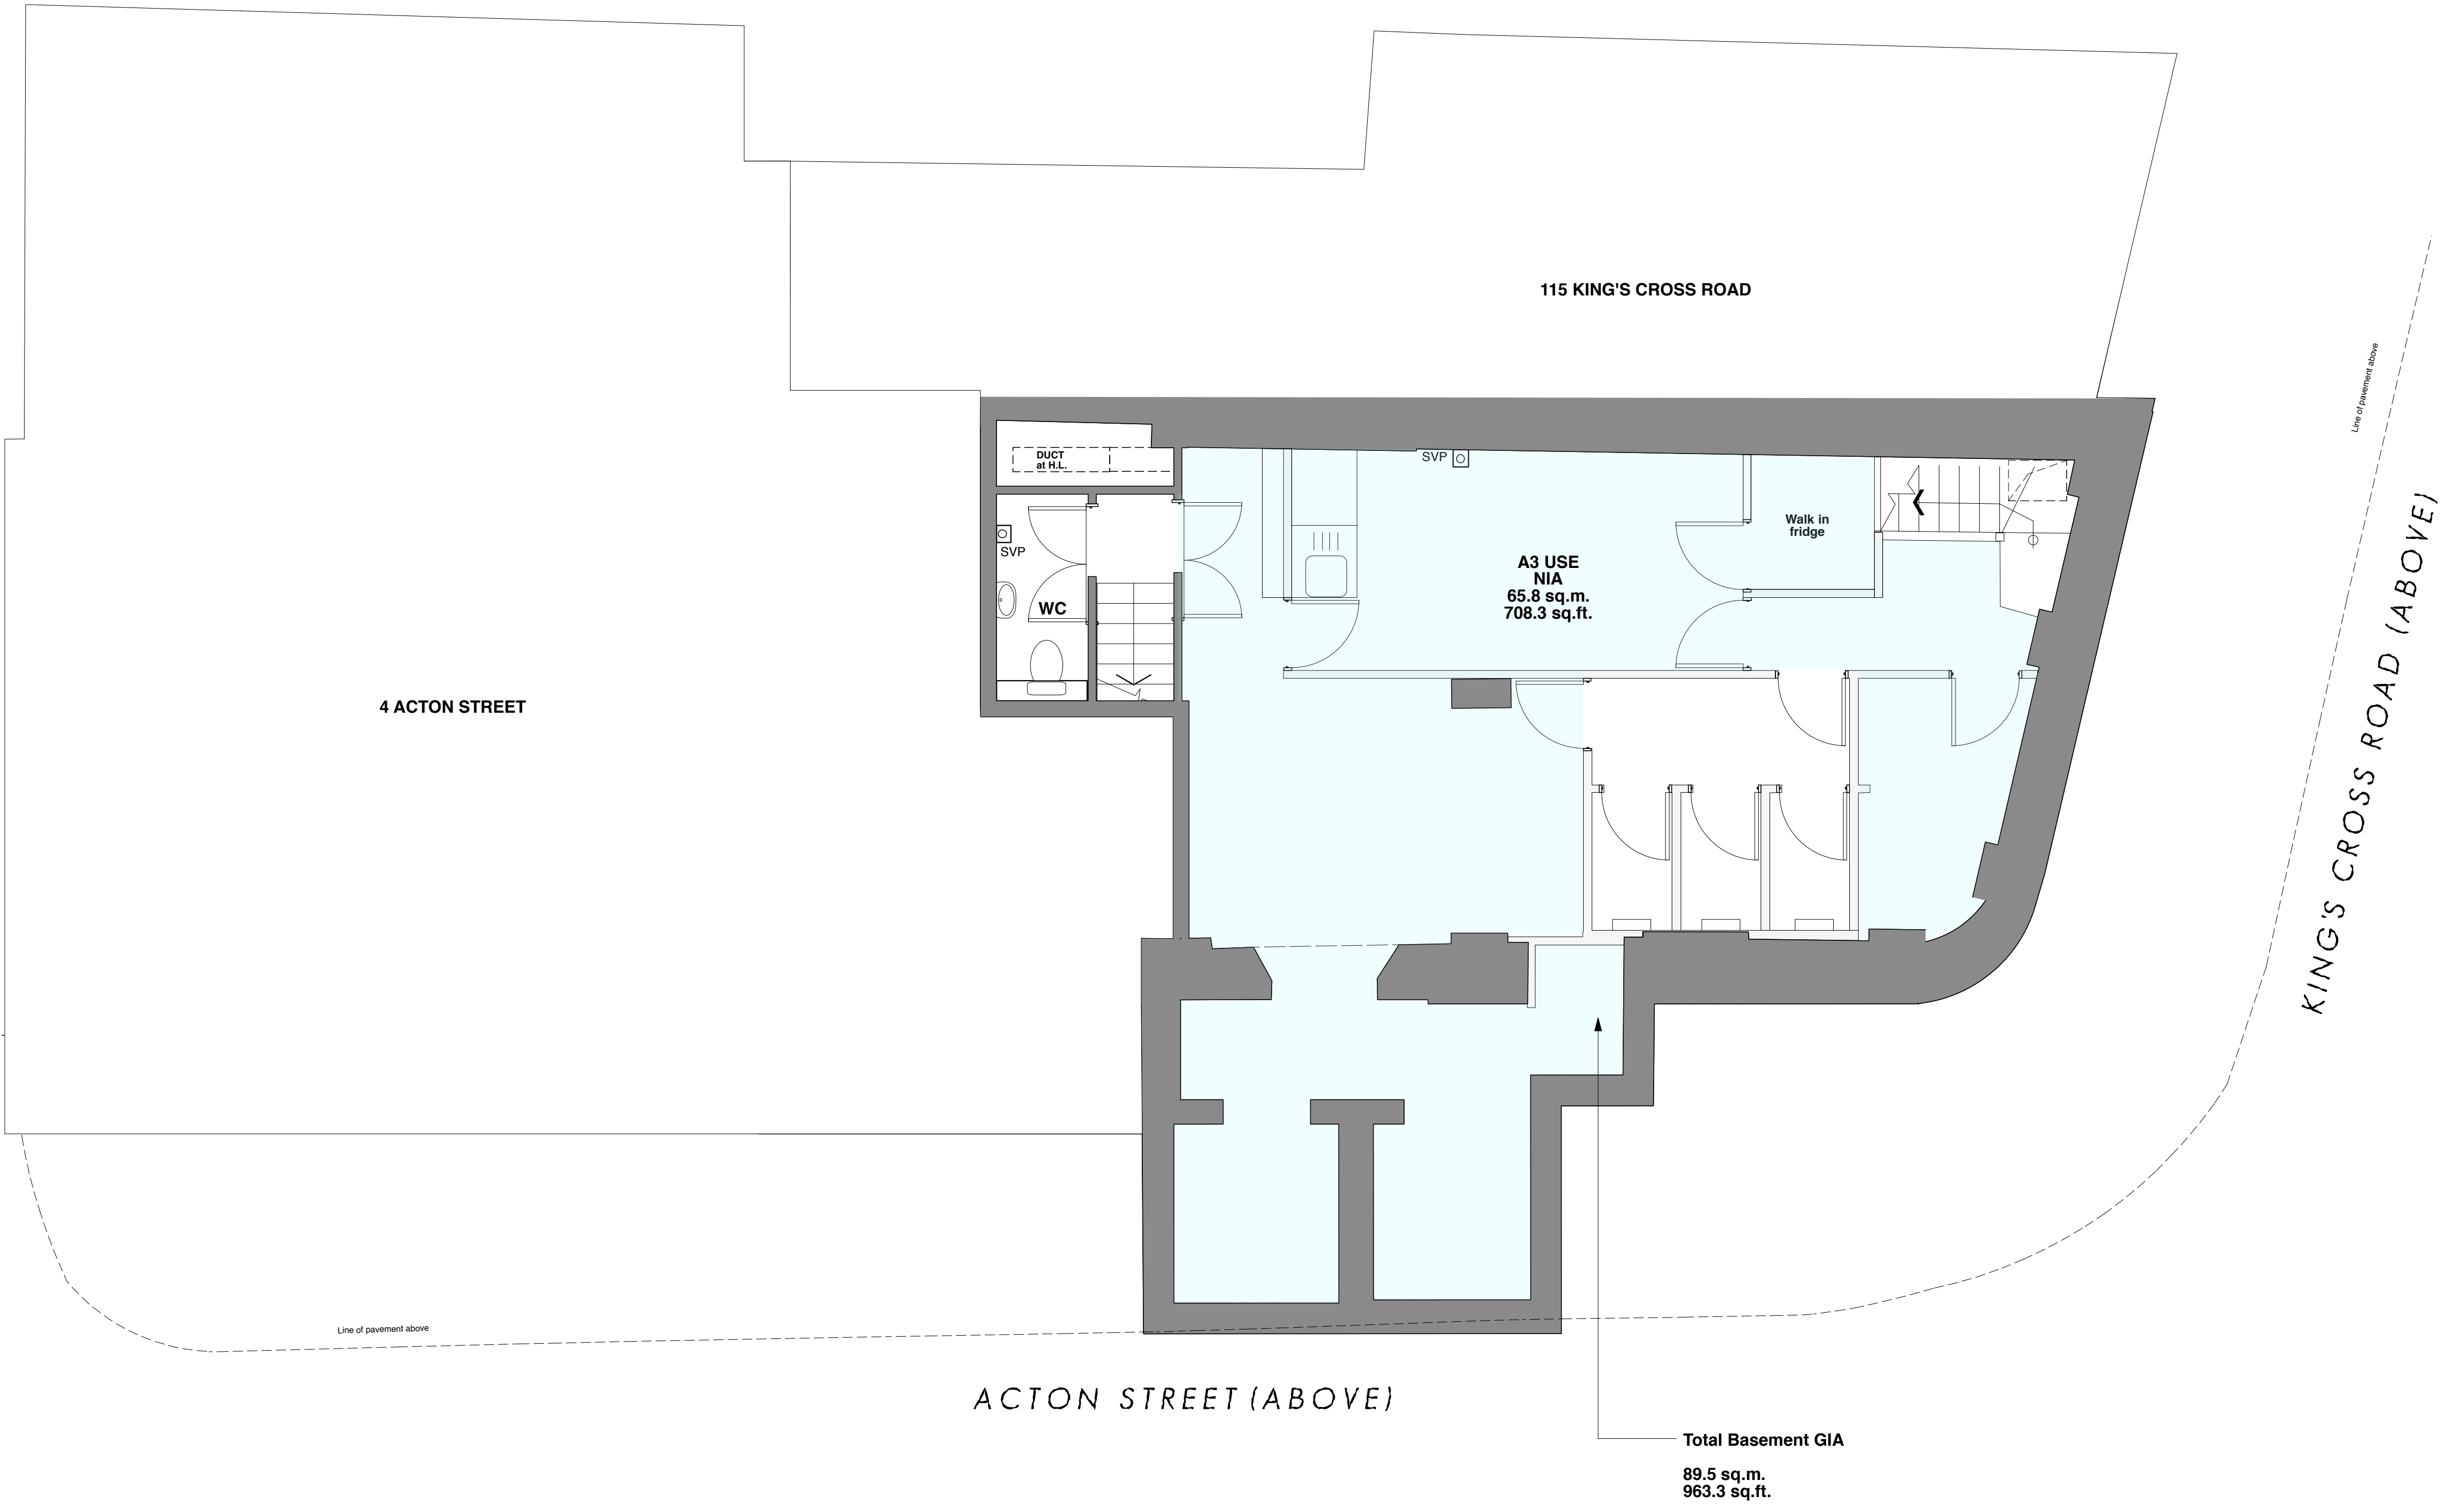 115 KING'S CROSS ROAD
Line of pavement above
DUCT
at H.L.
SVP
SVP
WC
Walk in
fridge
A3 USE
NIA
65.8 sq.m.
708.3 sq.ft.
4 ACTON STREET
KING'S CROSS ROAD (ABOVE)
Line of pavement above
ACTON STREET (ABOVE)
Total Basement GIA
89.5 sq.m.
963.3 sq.ft.